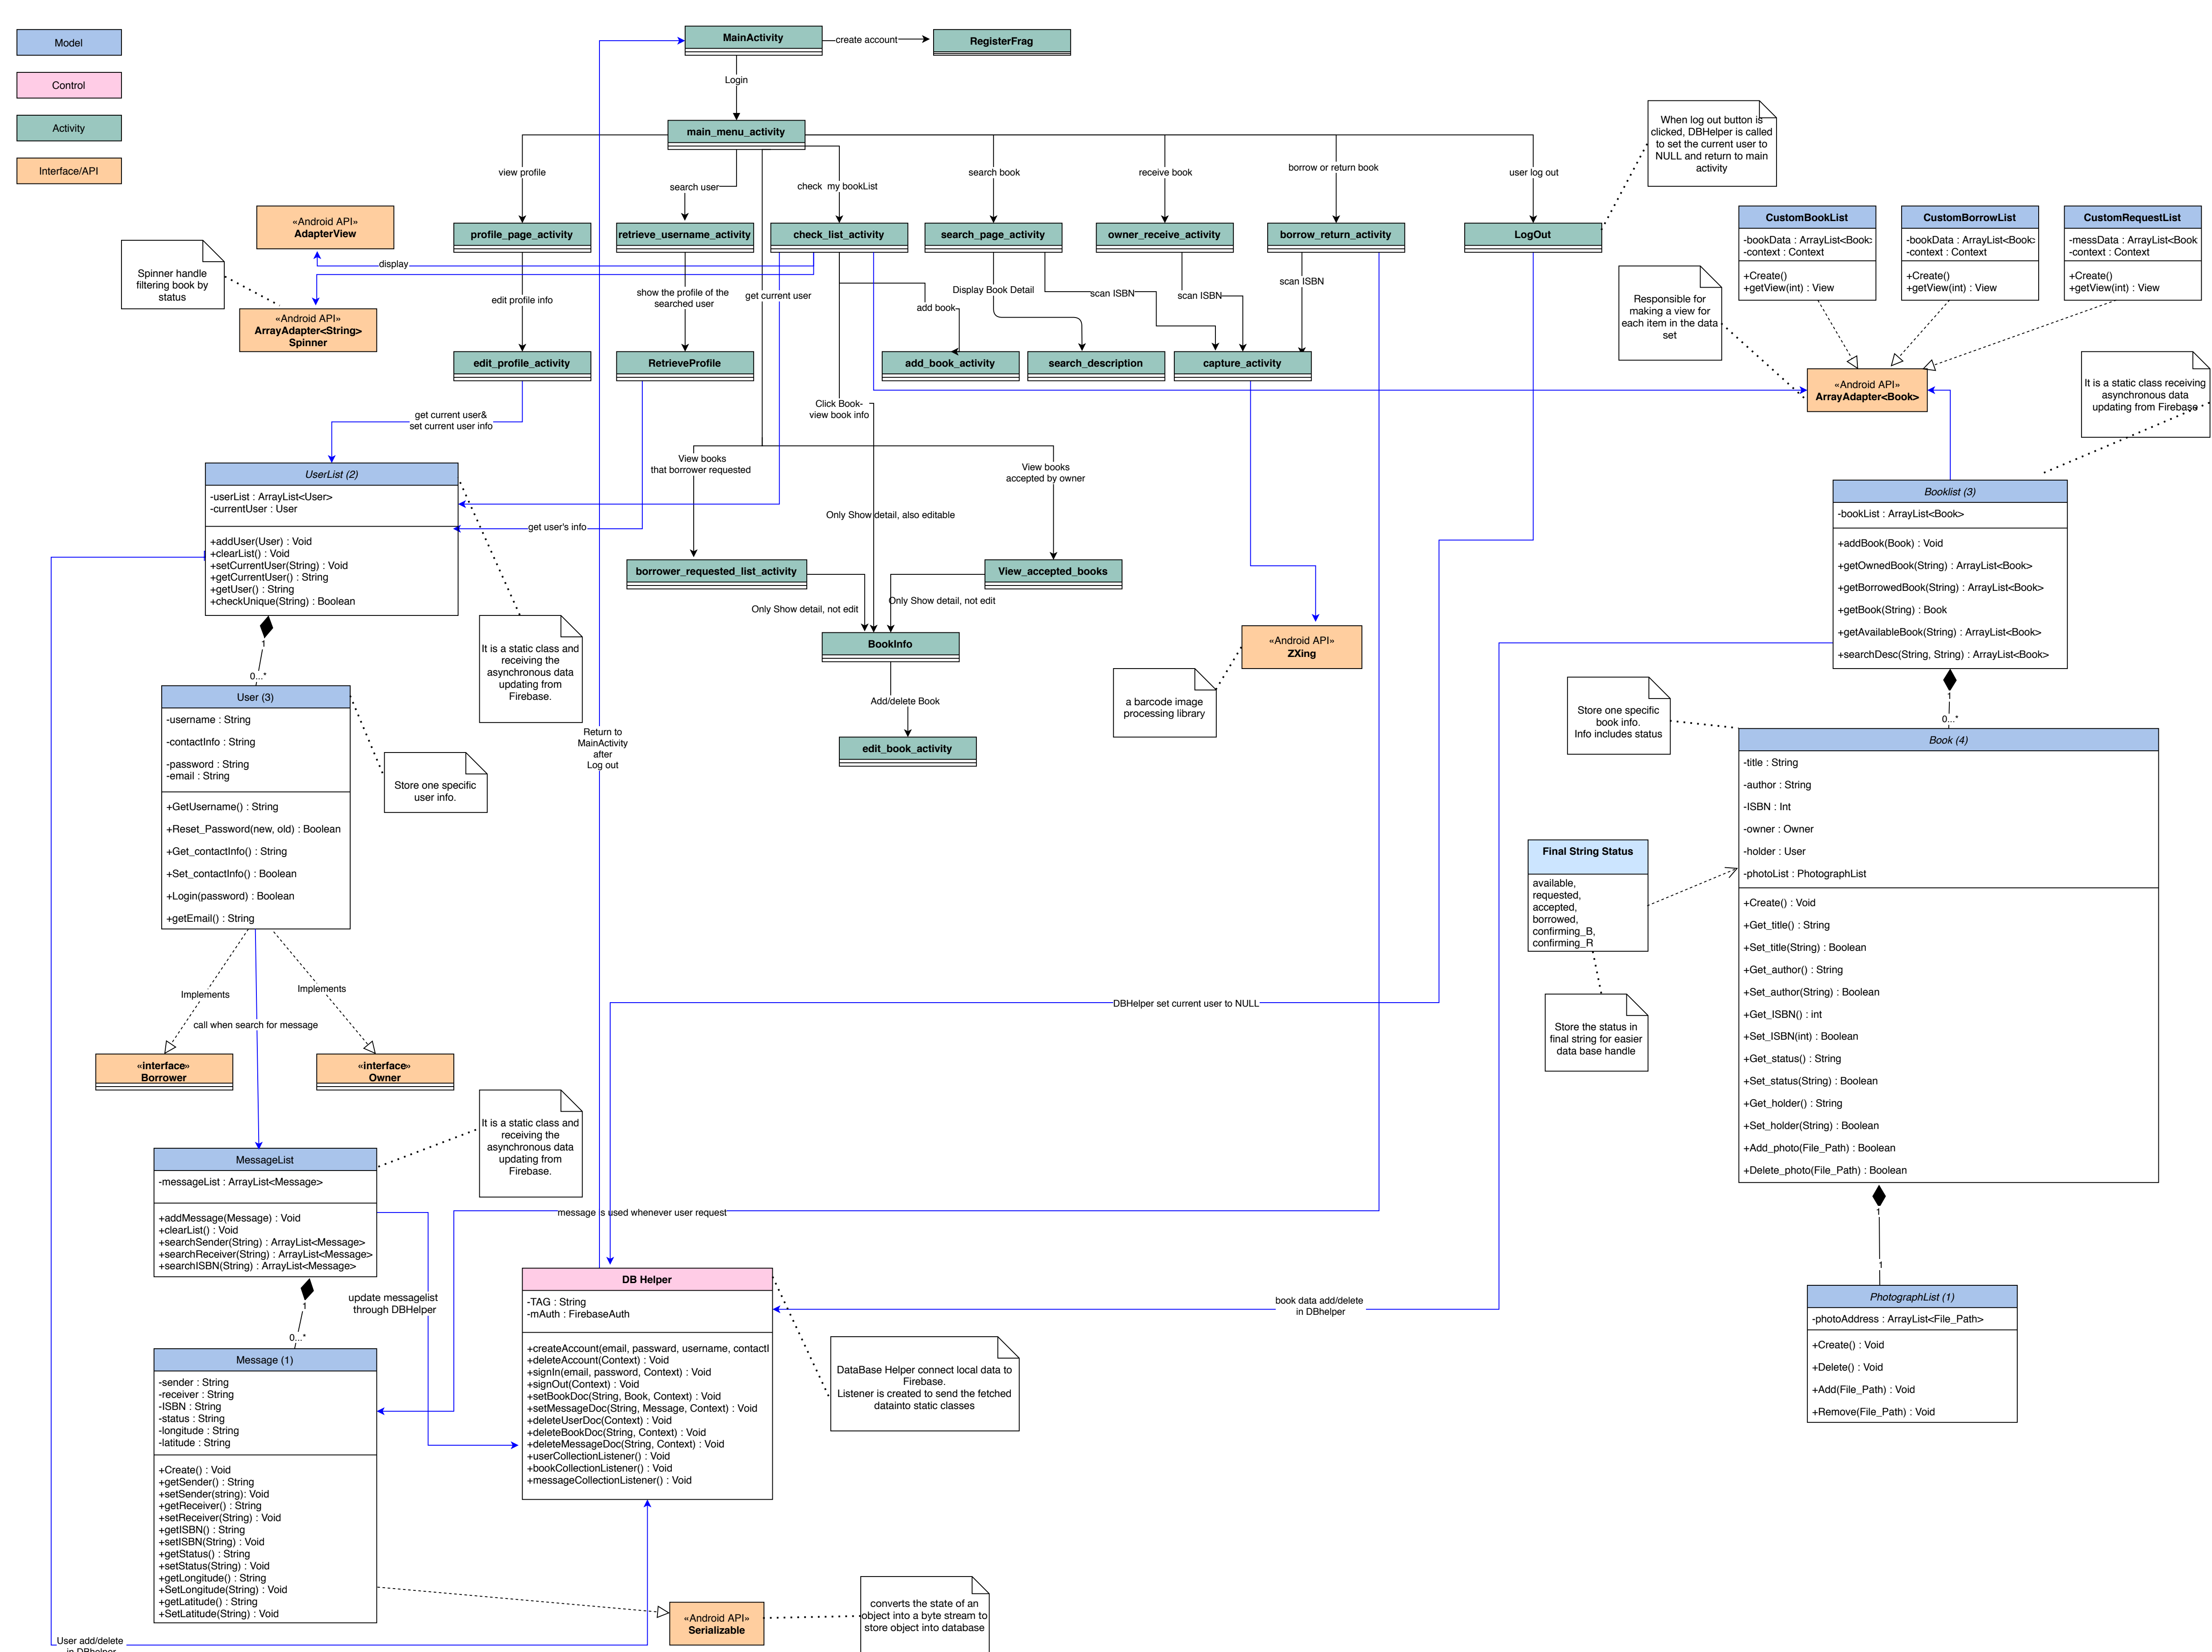 Model
Control
Activity
Interface/API
MainActivity
create account
RegisterFrag
Login
main_menu_activity
view profile
search user
check  my bookList
search book
receive book
borrow or return book
user log out
When log out button is
clicked, DBHelper is called
to set the current user to
NULL and return to main
activity
«Android API»
AdapterView
display
Spinner handle
filtering book by
status
«Android API»
ArrayAdapter<String>
Spinner
profile_page_activity
retrieve_username_activity
check_list_activity
search_page_activity
owner_receive_activity
borrow_return_activity
LogOut
edit profile info
show the profile of the
searched user
get current user
add book
Display Book Detail
scan ISBN
scan ISBN
scan ISBN
edit_profile_activity
RetrieveProfile
add_book_activity
search_description
capture_activity
CustomBookList
-bookData : ArrayList<Book>
-context : Context
+Create()
+getView(int) : View
CustomBorrowList
-bookData : ArrayList<Book>
-context : Context
+Create()
+getView(int) : View
CustomRequestList
-messData : ArrayList<Book
-context : Context
+Create()
+getView(int) : View
Responsible for
making a view for
each item in the data
set
«Android API»
ArrayAdapter<Book>
It is a static class receiving
asynchronous data
updating from Firebase
get current user&
set current user info
Click Book-
view book info
View books
that borrower requested
View books
accepted by owner
Only Show detail, also editable
get user's info
UserList (2)
-userList : ArrayList<User>
-currentUser : User
+addUser(User) : Void
+clearList() : Void
+setCurrentUser(String) : Void
+getCurrentUser() : String
+getUser() : String
+checkUnique(String) : Boolean
1
0...*
It is a static class and
receiving the
asynchronous data
updating from
Firebase.
borrower_requested_list_activity
View_accepted_books
Only Show detail, not edit
Only Show detail, not edit
BookInfo
Add/delete Book
edit_book_activity
«Android API»
ZXing
a barcode image
processing library
Booklist (3)
-bookList : ArrayList<Book>
+addBook(Book) : Void
+getOwnedBook(String) : ArrayList<Book>
+getBorrowedBook(String) : ArrayList<Book>
+getBook(String) : Book
+getAvailableBook(String) : ArrayList<Book>
+searchDesc(String, String) : ArrayList<Book>
1
0...*
Store one specific
book info.
Info includes status
User (3)
-username : String
-contactInfo : String
-password : String
-email : String
+GetUsername() : String
+Reset_Password(new, old) : Boolean
+Get_contactInfo() : String
+Set_contactInfo() : Boolean
+Login(password) : Boolean
+getEmail() : String
Store one specific
user info.
Return to
MainActivity
after
Log out
Book (4)
-title : String
-author : String
-ISBN : Int
-owner : Owner
-holder : User
-photoList : PhotographList
+Create() : Void
+Get_title() : String
+Set_title(String) : Boolean
+Get_author() : String
+Set_author(String) : Boolean
+Get_ISBN() : int
+Set_ISBN(int) : Boolean
+Get_status() : String
+Set_status(String) : Boolean
+Get_holder() : String
+Set_holder(String) : Boolean
+Add_photo(File_Path) : Boolean
+Delete_photo(File_Path) : Boolean
Final String Status
available,
requested,
accepted,
borrowed,
confirming_B,
confirming_R
Store the status in
final string for easier
data base handle
Implements
Implements
call when search for message
«interface»
Borrower
«interface»
Owner
DBHelper set current user to NULL
MessageList
-messageList : ArrayList<Message>
+addMessage(Message) : Void
+clearList() : Void
+searchSender(String) : ArrayList<Message>
+searchReceiver(String) : ArrayList<Message>
+searchISBN(String) : ArrayList<Message>
1
0...*
It is a static class and
receiving the
asynchronous data
updating from
Firebase.
message is used whenever user request
update messagelist
through DBHelper
DB Helper
-TAG : String
-mAuth : FirebaseAuth
+createAccount(email, passward, username, contactI
+deleteAccount(Context) : Void
+signIn(email, password, Context) : Void
+signOut(Context) : Void
+setBookDoc(String, Book, Context) : Void
+setMessageDoc(String, Message, Context) : Void
+deleteUserDoc(Context) : Void
+deleteBookDoc(String, Context) : Void
+deleteMessageDoc(String, Context) : Void
+userCollectionListener() : Void
+bookCollectionListener() : Void
+messageCollectionListener() : Void
book data add/delete
in DBhelper
DataBase Helper connect local data to
Firebase.
Listener is created to send the fetched
datainto static classes
1
1
PhotographList (1)
-photoAddress : ArrayList<File_Path>
+Create() : Void
+Delete() : Void
+Add(File_Path) : Void
+Remove(File_Path) : Void
Message (1)
-sender : String
-receiver : String
-ISBN : String
-status : String
-longitude : String
-latitude : String
+Create() : Void
+getSender() : String
+setSender(string): Void
+getReceiver() : String
+setReceiver(String) : Void
+getISBN() : String
+setISBN(String) : Void
+getStatus() : String
+setStatus(String) : Void
+getLongitude() : String
+SetLongitude(String) : Void
+getLatitude() : String
+SetLatitude(String) : Void
«Android API»
Serializable
converts the state of an
object into a byte stream to
store object into database
User add/delete
in DBhelper